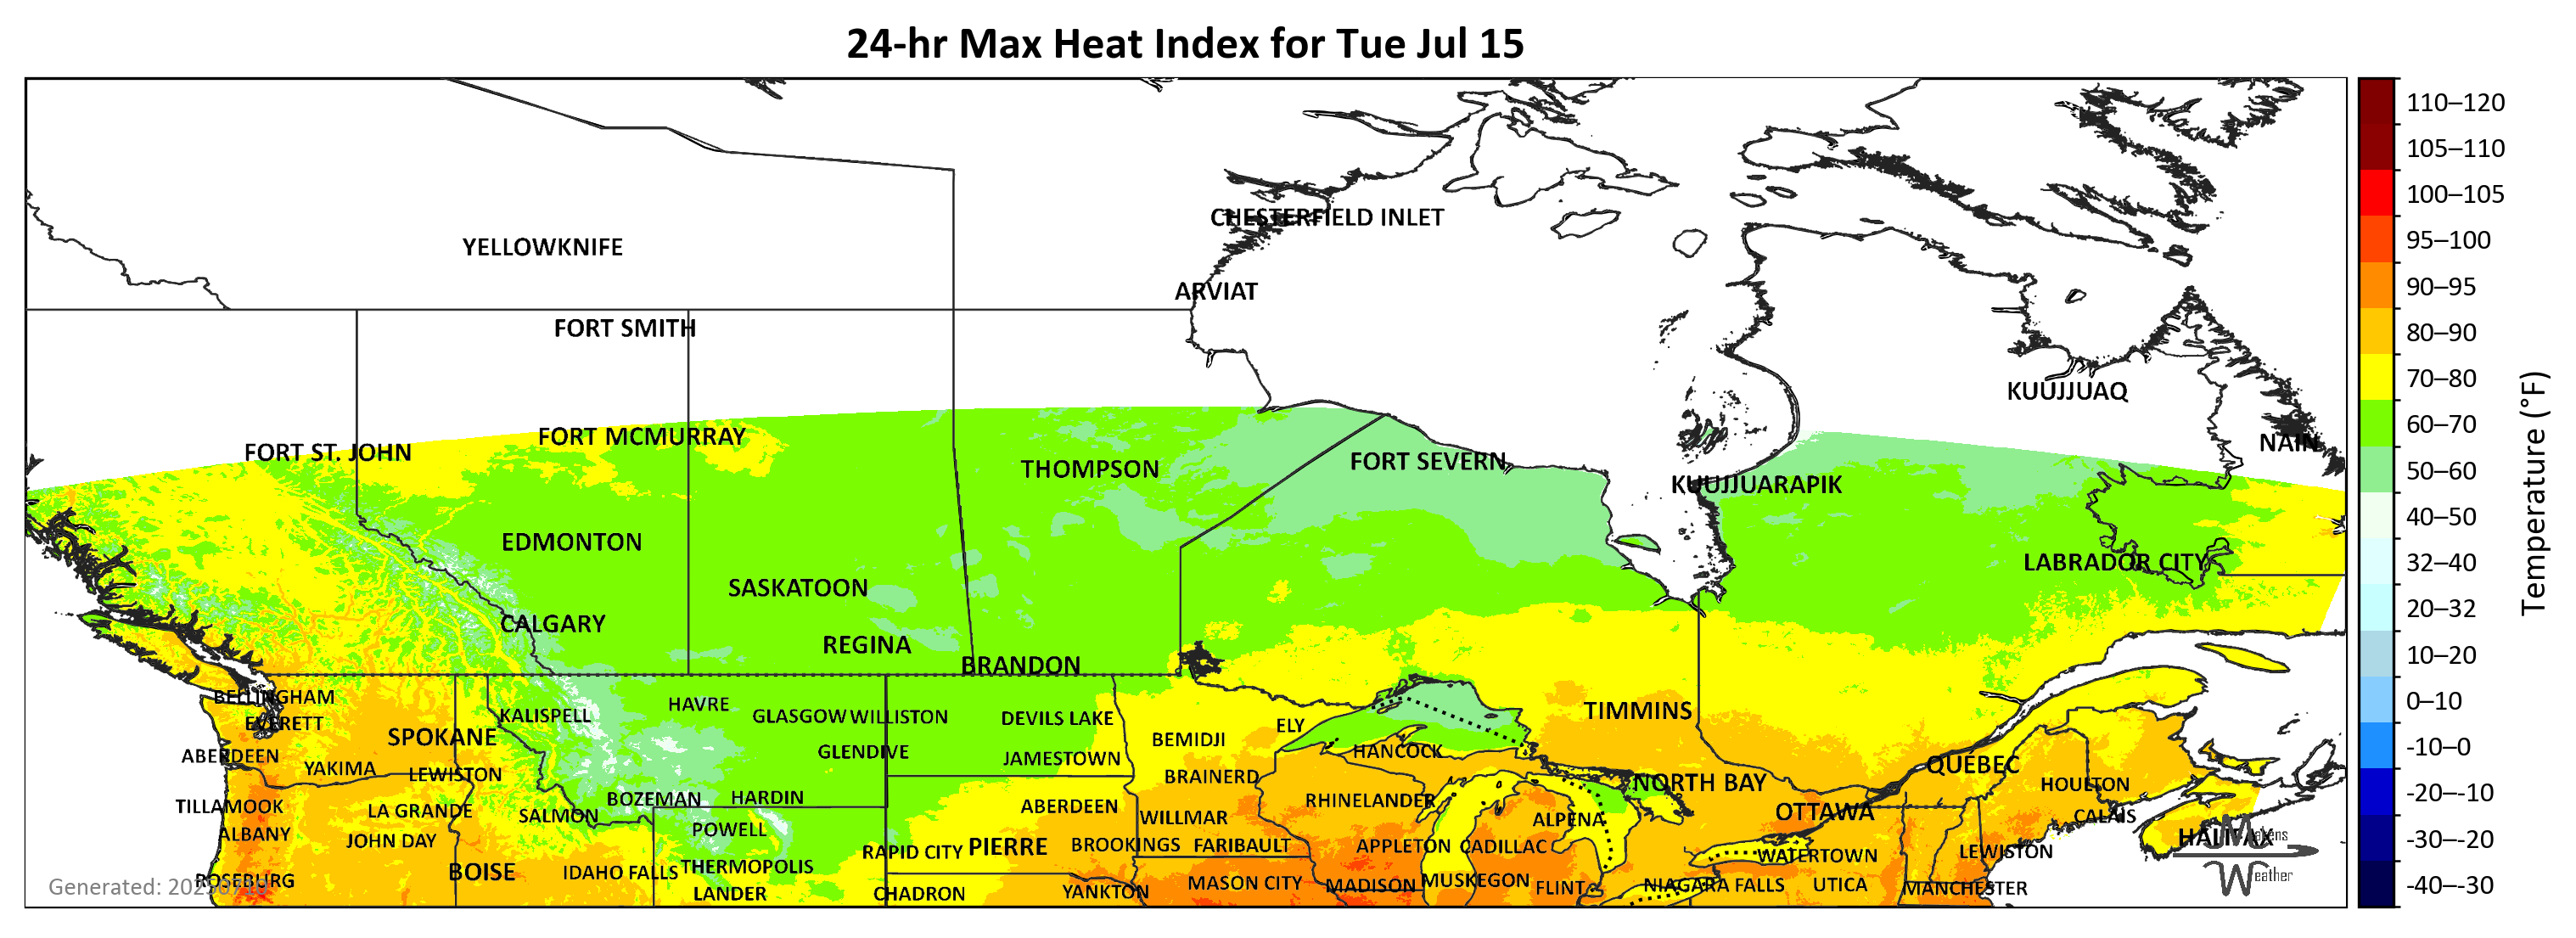 24-hr Max Heat Index for Tue Jul 15
110–120
105–110
CHESTERFIELD INLET
100–105
YELLOWKNIFE
95–100
ARVIAT
90–95
FORT SMITH
80–90
KUUJJUAQ
70–80
FORT ST. JOHN
FORT MCMURRAY
NAIN
60–70
THOMPSON
FORT SEVERN
KUUJJUARAPIK
50–60
Temperature (°F)
40–50
EDMONTON
LABRADOR CITY
32–40
SASKATOON
CALGARY
20–32
REGINA
BRANDON
10–20
BELLINGHAM
KALISPELL
HAVRE
GLASGOW
WILLISTON
DEVILS LAKE
TIMMINS
0–10
EVERETT
SPOKANE
ELY
BEMIDJI
HANCOCK
-10–0
ABERDEEN
YAKIMA
LEWISTON
GLENDIVE
JAMESTOWN
BRAINERD
NORTH BAY
QUÉBEC
HOULTON
-20–-10
TILLAMOOK
LA GRANDE
SALMON
BOZEMAN
HARDIN
ABERDEEN
WILLMAR
RHINELANDER
ALPENA
OTTAWA
CALAIS
ALBANY
JOHN DAY
POWELL
PIERRE
BROOKINGS
FARIBAULT
APPLETON
CADILLAC
WATERTOWN
LEWISTON
HALIFAX
-30–-20
BOISE
IDAHO FALLS
THERMOPOLIS
RAPID CITY
ROSEBURG
LANDER
CHADRON
YANKTON
MASON CITY
MADISON
MUSKEGON
FLINT
NIAGARA FALLS
UTICA
MANCHESTER
Weather
-40–-30
Generated: